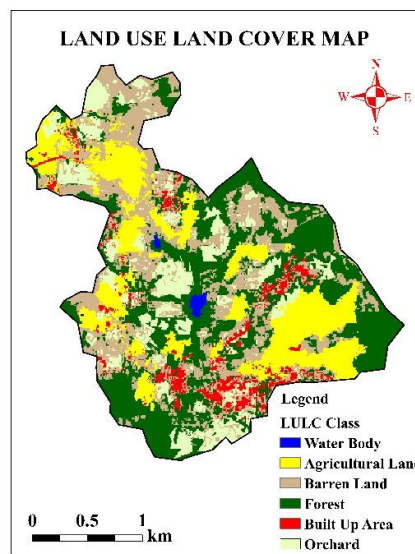 LAND USE LAND COVER MAP
N
W E
S
Legend
LULC Class
Water Body
Agricultural Land
Barren Land
Forest
Built Up Area
Orchard
0 0.5 1
km